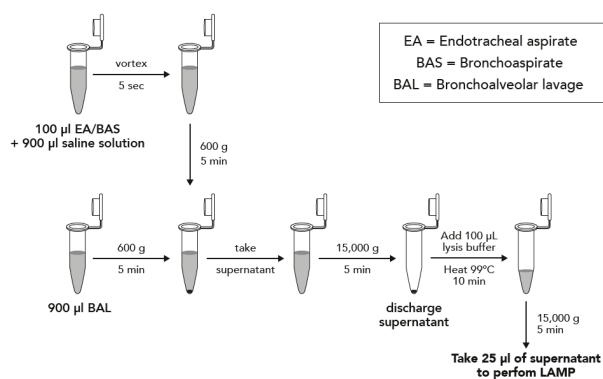 EA = Endotracheal aspirate
BAS = Bronchoaspirate
BAL = Bronchoalveolar lavage
vortex
5 sec
100 µl EA/BAS
+ 900 µl saline solution
600 g
5 min
600 g
5 min
900 µl BAL
take
supernatant
15,000 g
5 min
discharge
supernatant
Add 100 µL
lysis buffer
Heat 99ºC
10 min
15,000 g
5 min
Take 25 µl of supernatant
to perfom LAMP